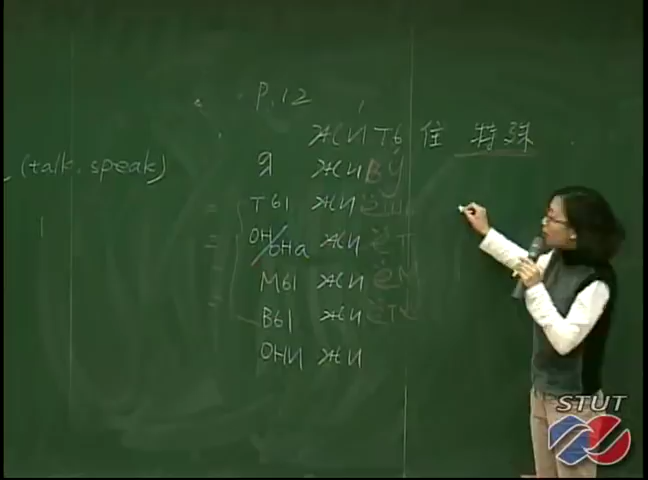 P.12
жить 住 特殊
(talk, speak)
я живу
ты живёшь
он/она живёт
мы живём
вы живёте
они жи
STUT